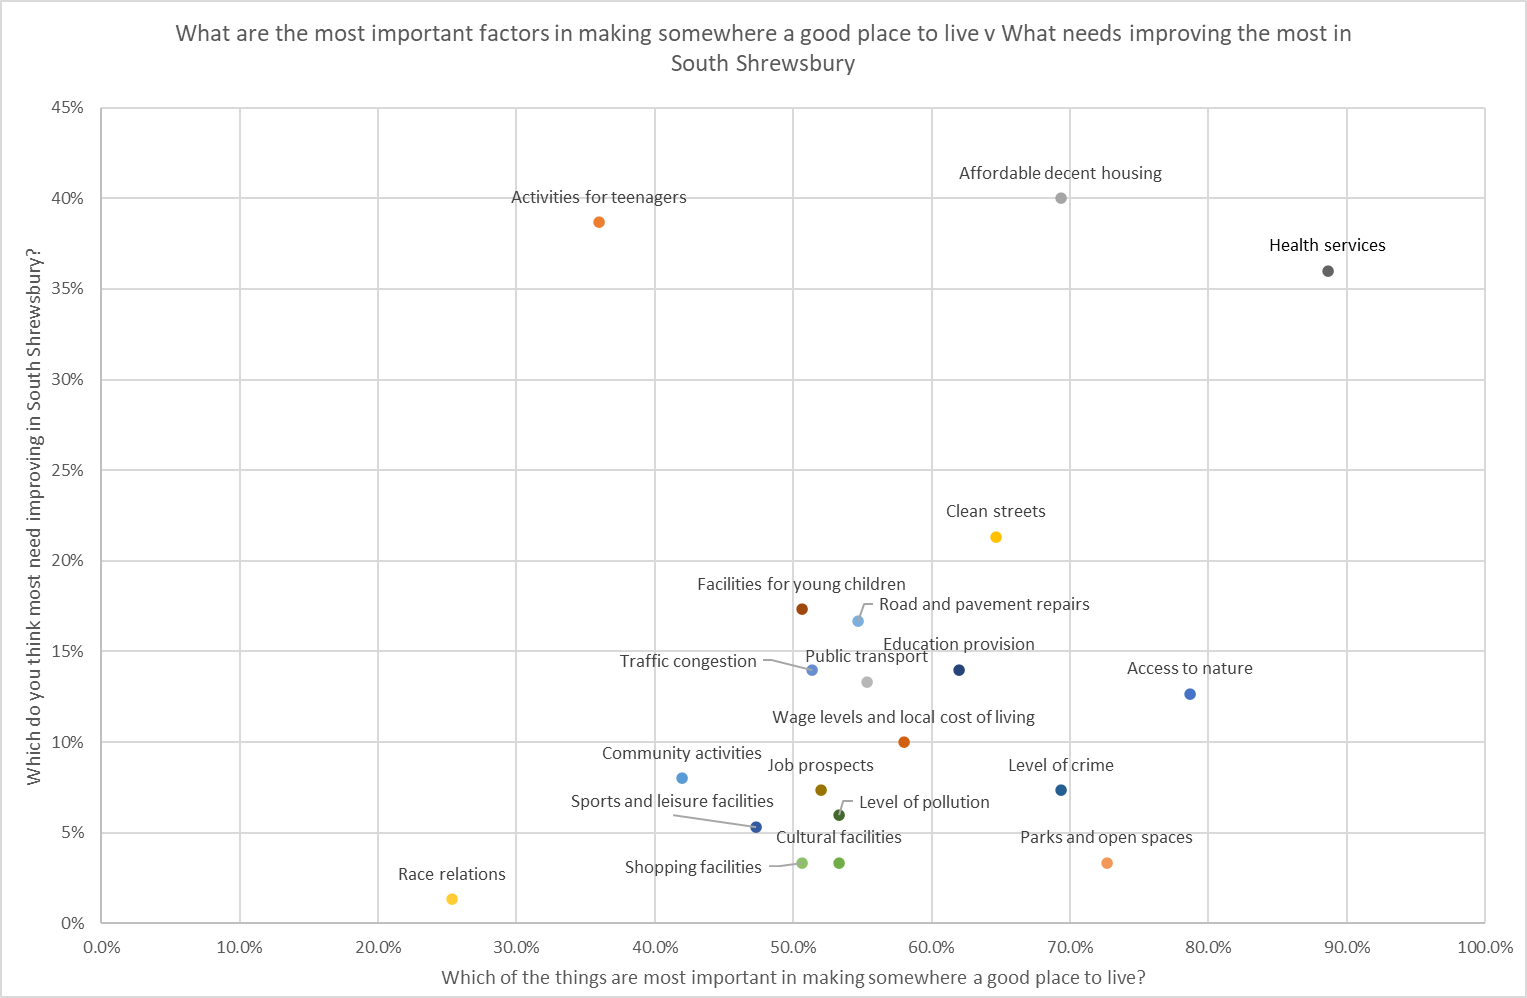 What are the most important factors in making somewhere a good place to live v What needs improving the most in
South Shrewsbury
Which do you think most need improving in South Shrewsbury?
45%
40%
35%
30%
25%
20%
15%
10%
5%
0%
Affordable decent housing
Activities for teenagers
Health services
Clean streets
Facilities for young children
Road and pavement repairs
Education provision
Public transport
Traffic congestion
Access to nature
Wage levels and local cost of living
Community activities
Job prospects
Level of crime
Sports and leisure facilities
Level of pollution
Cultural facilities
Parks and open spaces
Shopping facilities
Race relations
0.0%
10.0%
20.0%
30.0%
40.0%
50.0%
60.0%
70.0%
80.0%
90.0%
100.0%
Which of the things are most important in making somewhere a good place to live?